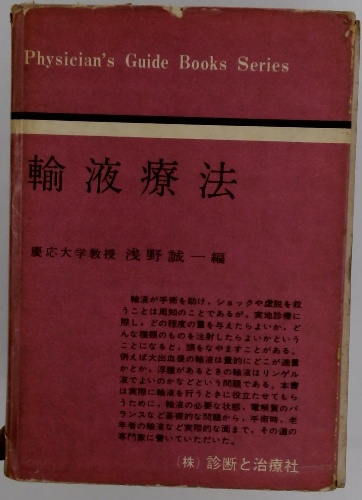 Physician's Guide Books Series
輸液療法
慶応大学教授 浅野誠一編
輸液が手術を助け，ショックや虚脱を救
うことは周知のことであるが，実地診療に
際し，どの程度の量を与えたらよいか，ど
んな種類のものを注射したらよいかという
ことになると，頭をなやますことがある。
例えば大出血後の輸液は量的にどこが適量
かとか，浮腫があるときの輸液はリンゲル
液でよいのかなどという問題である。本書
は実際に輸液を行うときに役立たせてもら
うために，輸液の必要な状態，電解質のバ
ランスなど基礎的な問題から，手術時，老
年者の輸液など実際的な面まで，その道の
専門家に書いていただいた。
(株) 診断と治療社